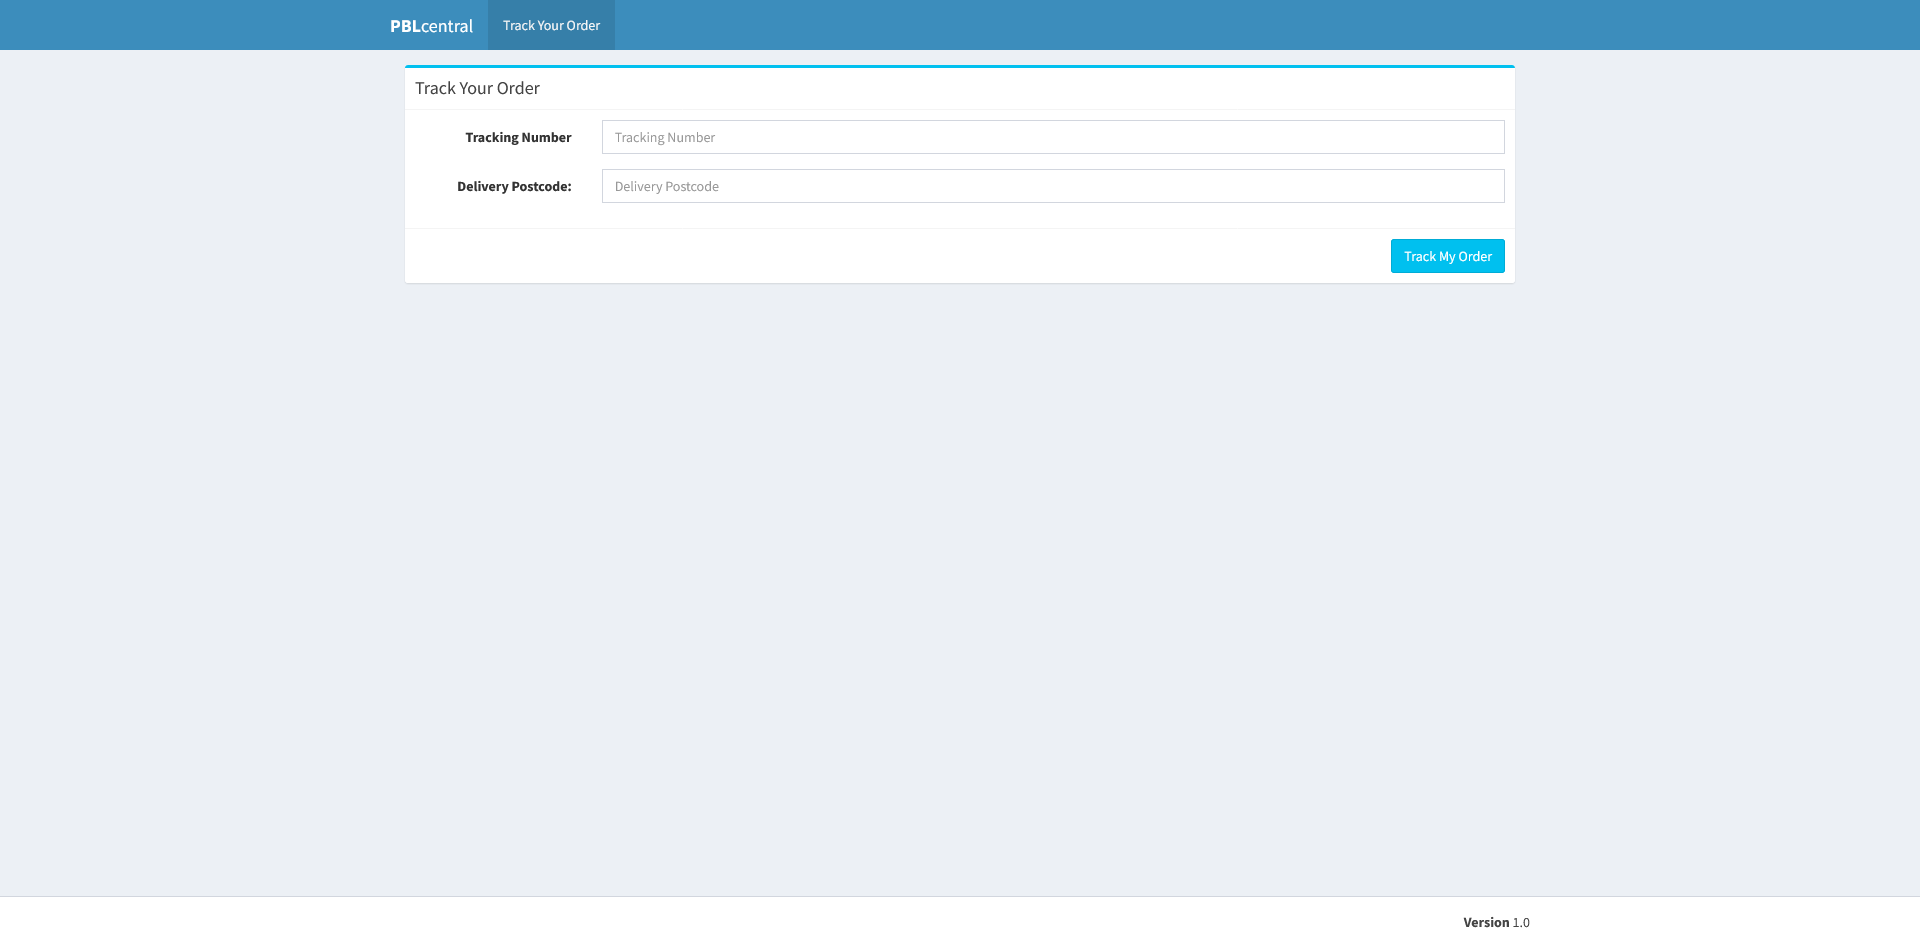 PBLcentral Track Your Order
Track Your Order
Tracking Number Tracking Number
Delivery Postcode: Delivery Postcode
Track My Order
Version 1.0